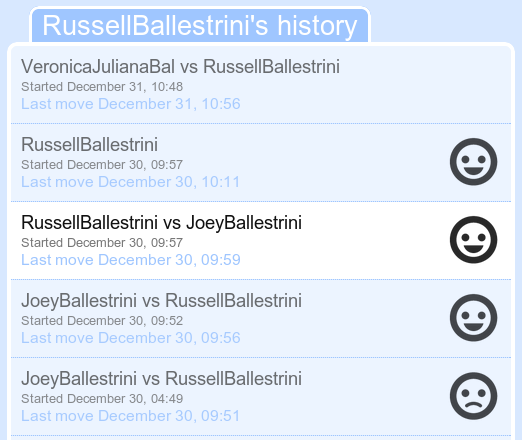 RussellBallestrini's history
VeronicaJulianaBal vs RussellBallestrini
Started December 31, 10:48
Last move December 31, 10:56
RussellBallestrini
Started December 30, 09:57
Last move December 30, 10:11
RussellBallestrini vs JoeyBallestrini
Started December 30, 09:57
Last move December 30, 09:59
JoeyBallestrini vs RussellBallestrini
Started December 30, 09:52
Last move December 30, 09:56
JoeyBallestrini vs RussellBallestrini
Started December 30, 04:49
Last move December 30, 09:51